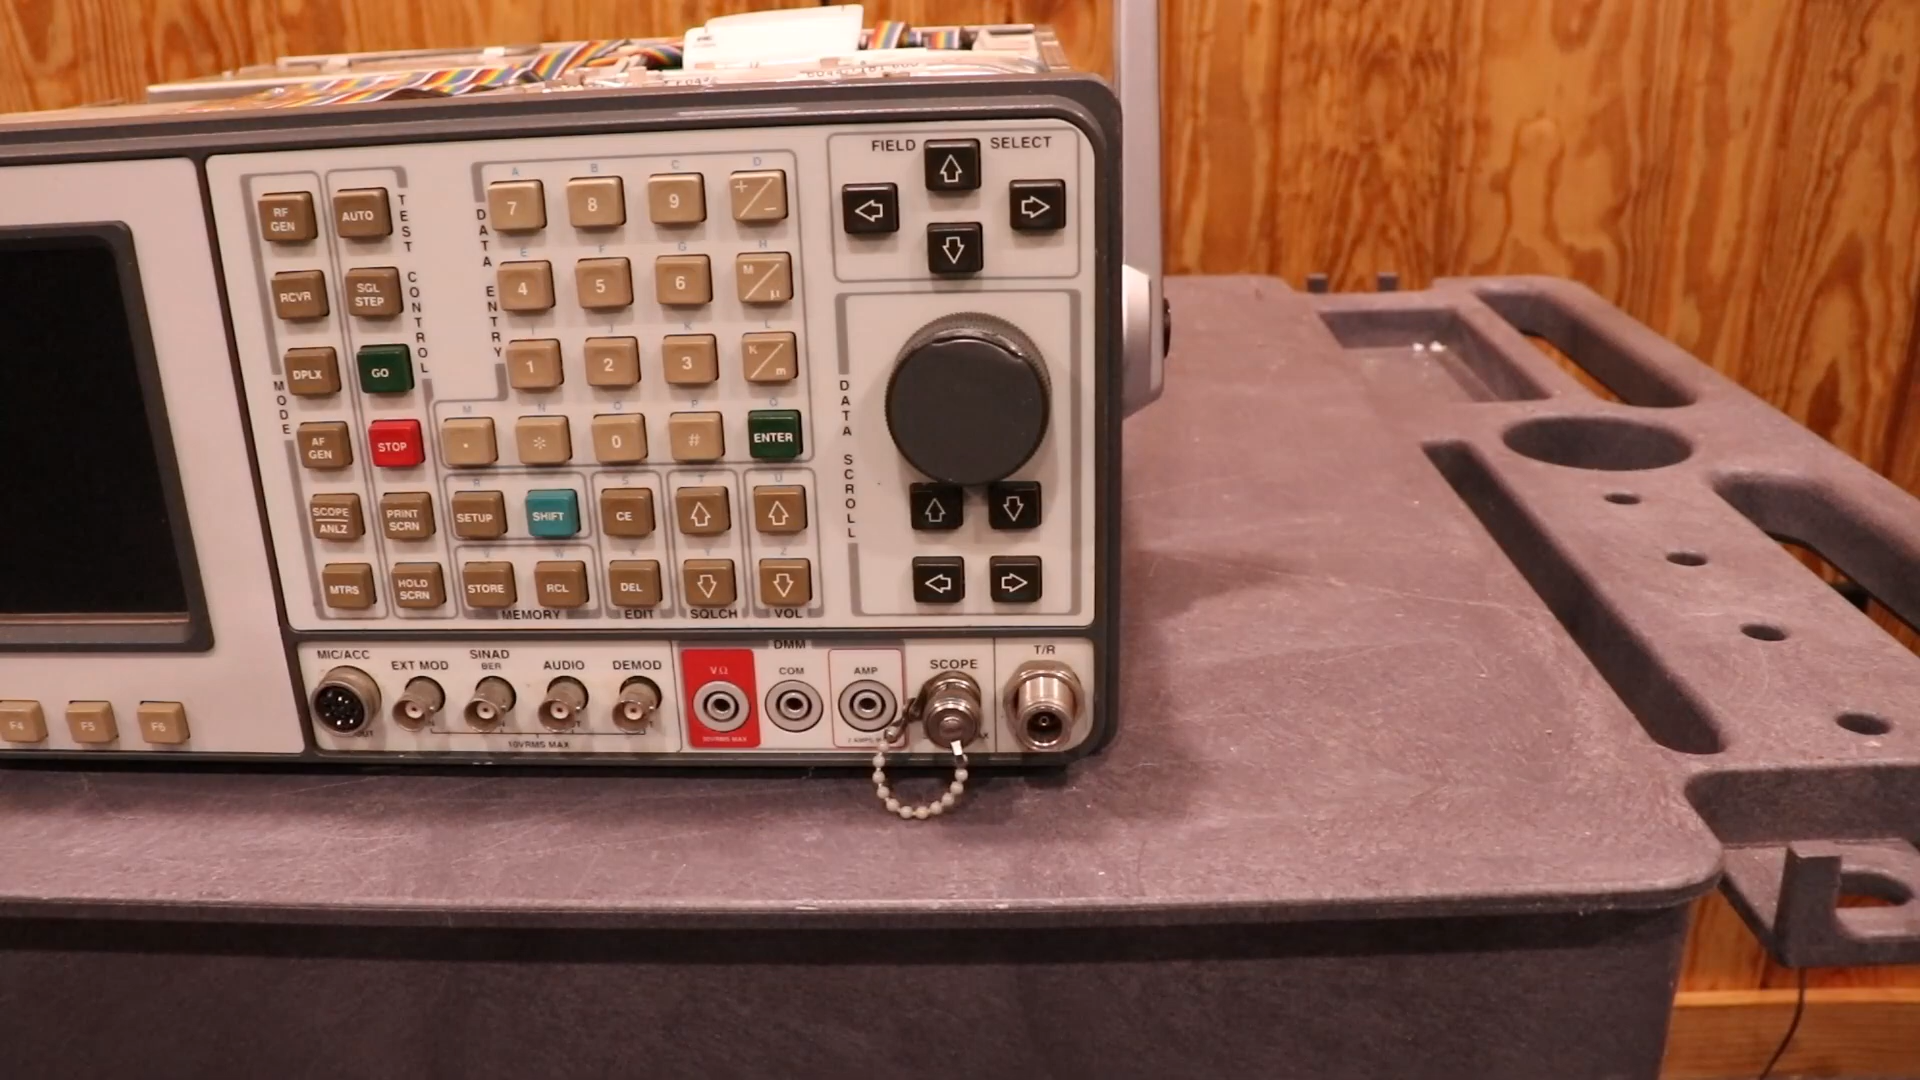 FIELD SELECT
A B C D
RF GEN
AUTO
7 8 9 +/−
TEST CONTROL
DATA ENTRY
E F G H
RCVR
SGL STEP
4 5 6 M/µ
I J K L
DPLX
GO
1 2 3 K/m
MODE
M N O P Q
AF GEN
STOP
. * 0 # ENTER
DATA SCROLL
R S T U
SCOPE/ANLZ
PRINT SCRN
SETUP
SHIFT
CE
V W X Y Z
MTRS
HOLD SCRN
STORE
RCL
DEL
MEMORY EDIT SQLCH VOL
MIC/ACC
EXT MOD
SINAD
BER
AUDIO
DEMOD
DMM
VΩ
COM
AMP
SCOPE
T/R
F4 F5 F6
10VRMS MAX